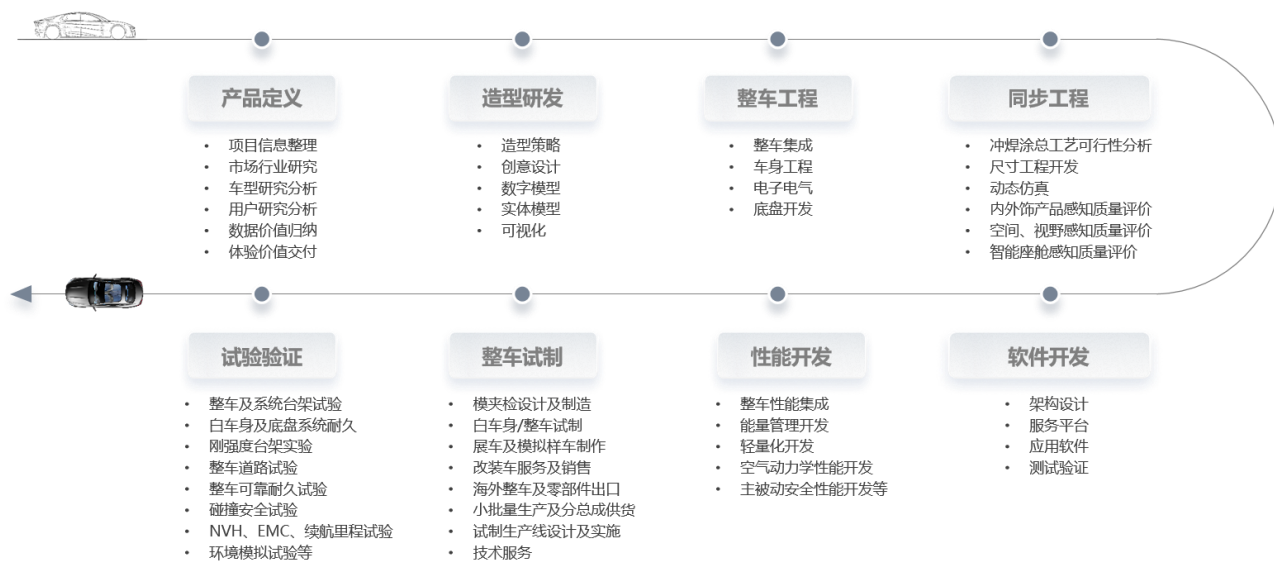 产品定义
• 项目信息整理
• 市场行业研究
• 车型研究分析
• 用户研究分析
• 数据价值归纳
• 体验价值交付
造型研发
• 造型策略
• 创意设计
• 数字模型
• 实体模型
• 可视化
整车工程
• 整车集成
• 车身工程
• 电子电气
• 底盘开发
同步工程
• 冲焊涂总工艺可行性分析
• 尺寸工程开发
• 动态仿真
• 内外饰产品感知质量评价
• 空间、视野感知质量评价
• 智能座舱感知质量评价
试验验证
• 整车及系统台架试验
• 白车身及底盘系统耐久
• 刚强度台架实验
• 整车道路试验
• 整车可靠耐久试验
• 碰撞安全试验
• NVH、EMC、续航里程试验
• 环境模拟试验等
整车试制
• 模夹检设计及制造
• 白车身/整车试制
• 展车及模拟样车制作
• 改装车服务及销售
• 海外整车及零部件出口
• 小批量生产及分总成供货
• 试制生产线设计及实施
• 技术服务
性能开发
• 整车性能集成
• 能量管理开发
• 轻量化开发
• 空气动力学性能开发
• 主被动安全性能开发等
软件开发
• 架构设计
• 服务平台
• 应用软件
• 测试验证